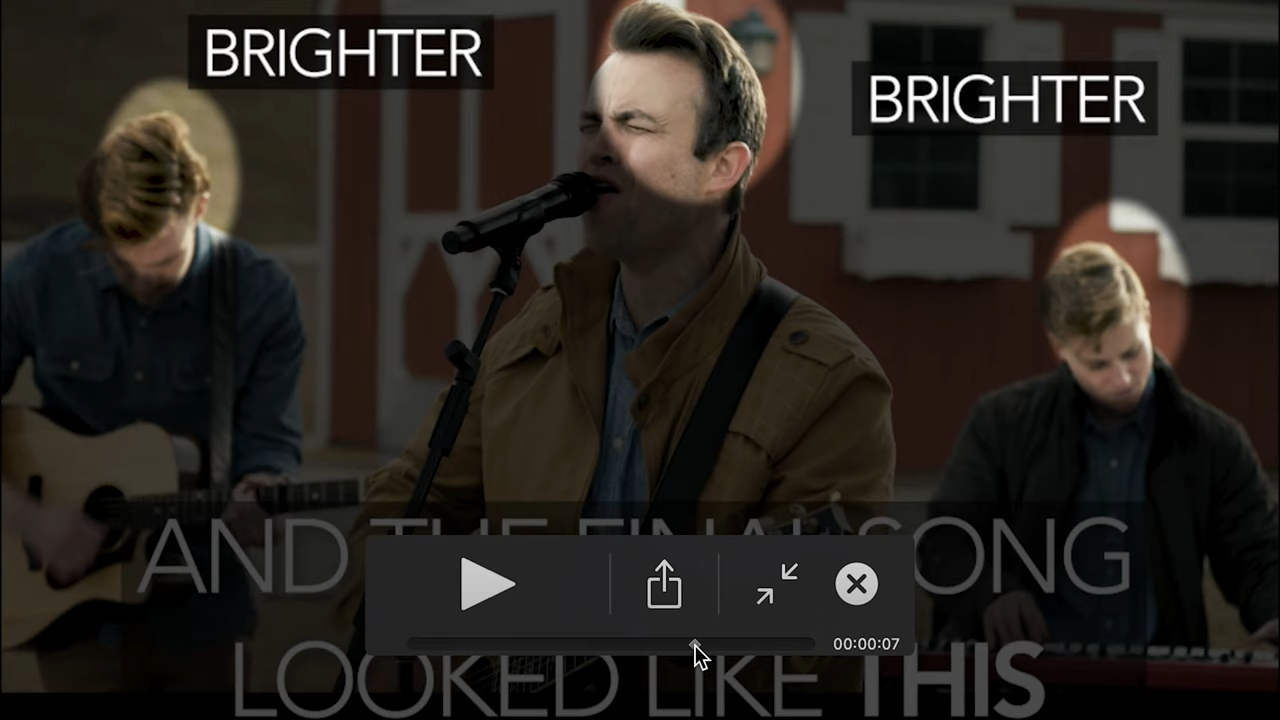 BRIGHTER
BRIGHTER
AND THE FINAL SONG
00:00:07
LOOKED LIKE THIS